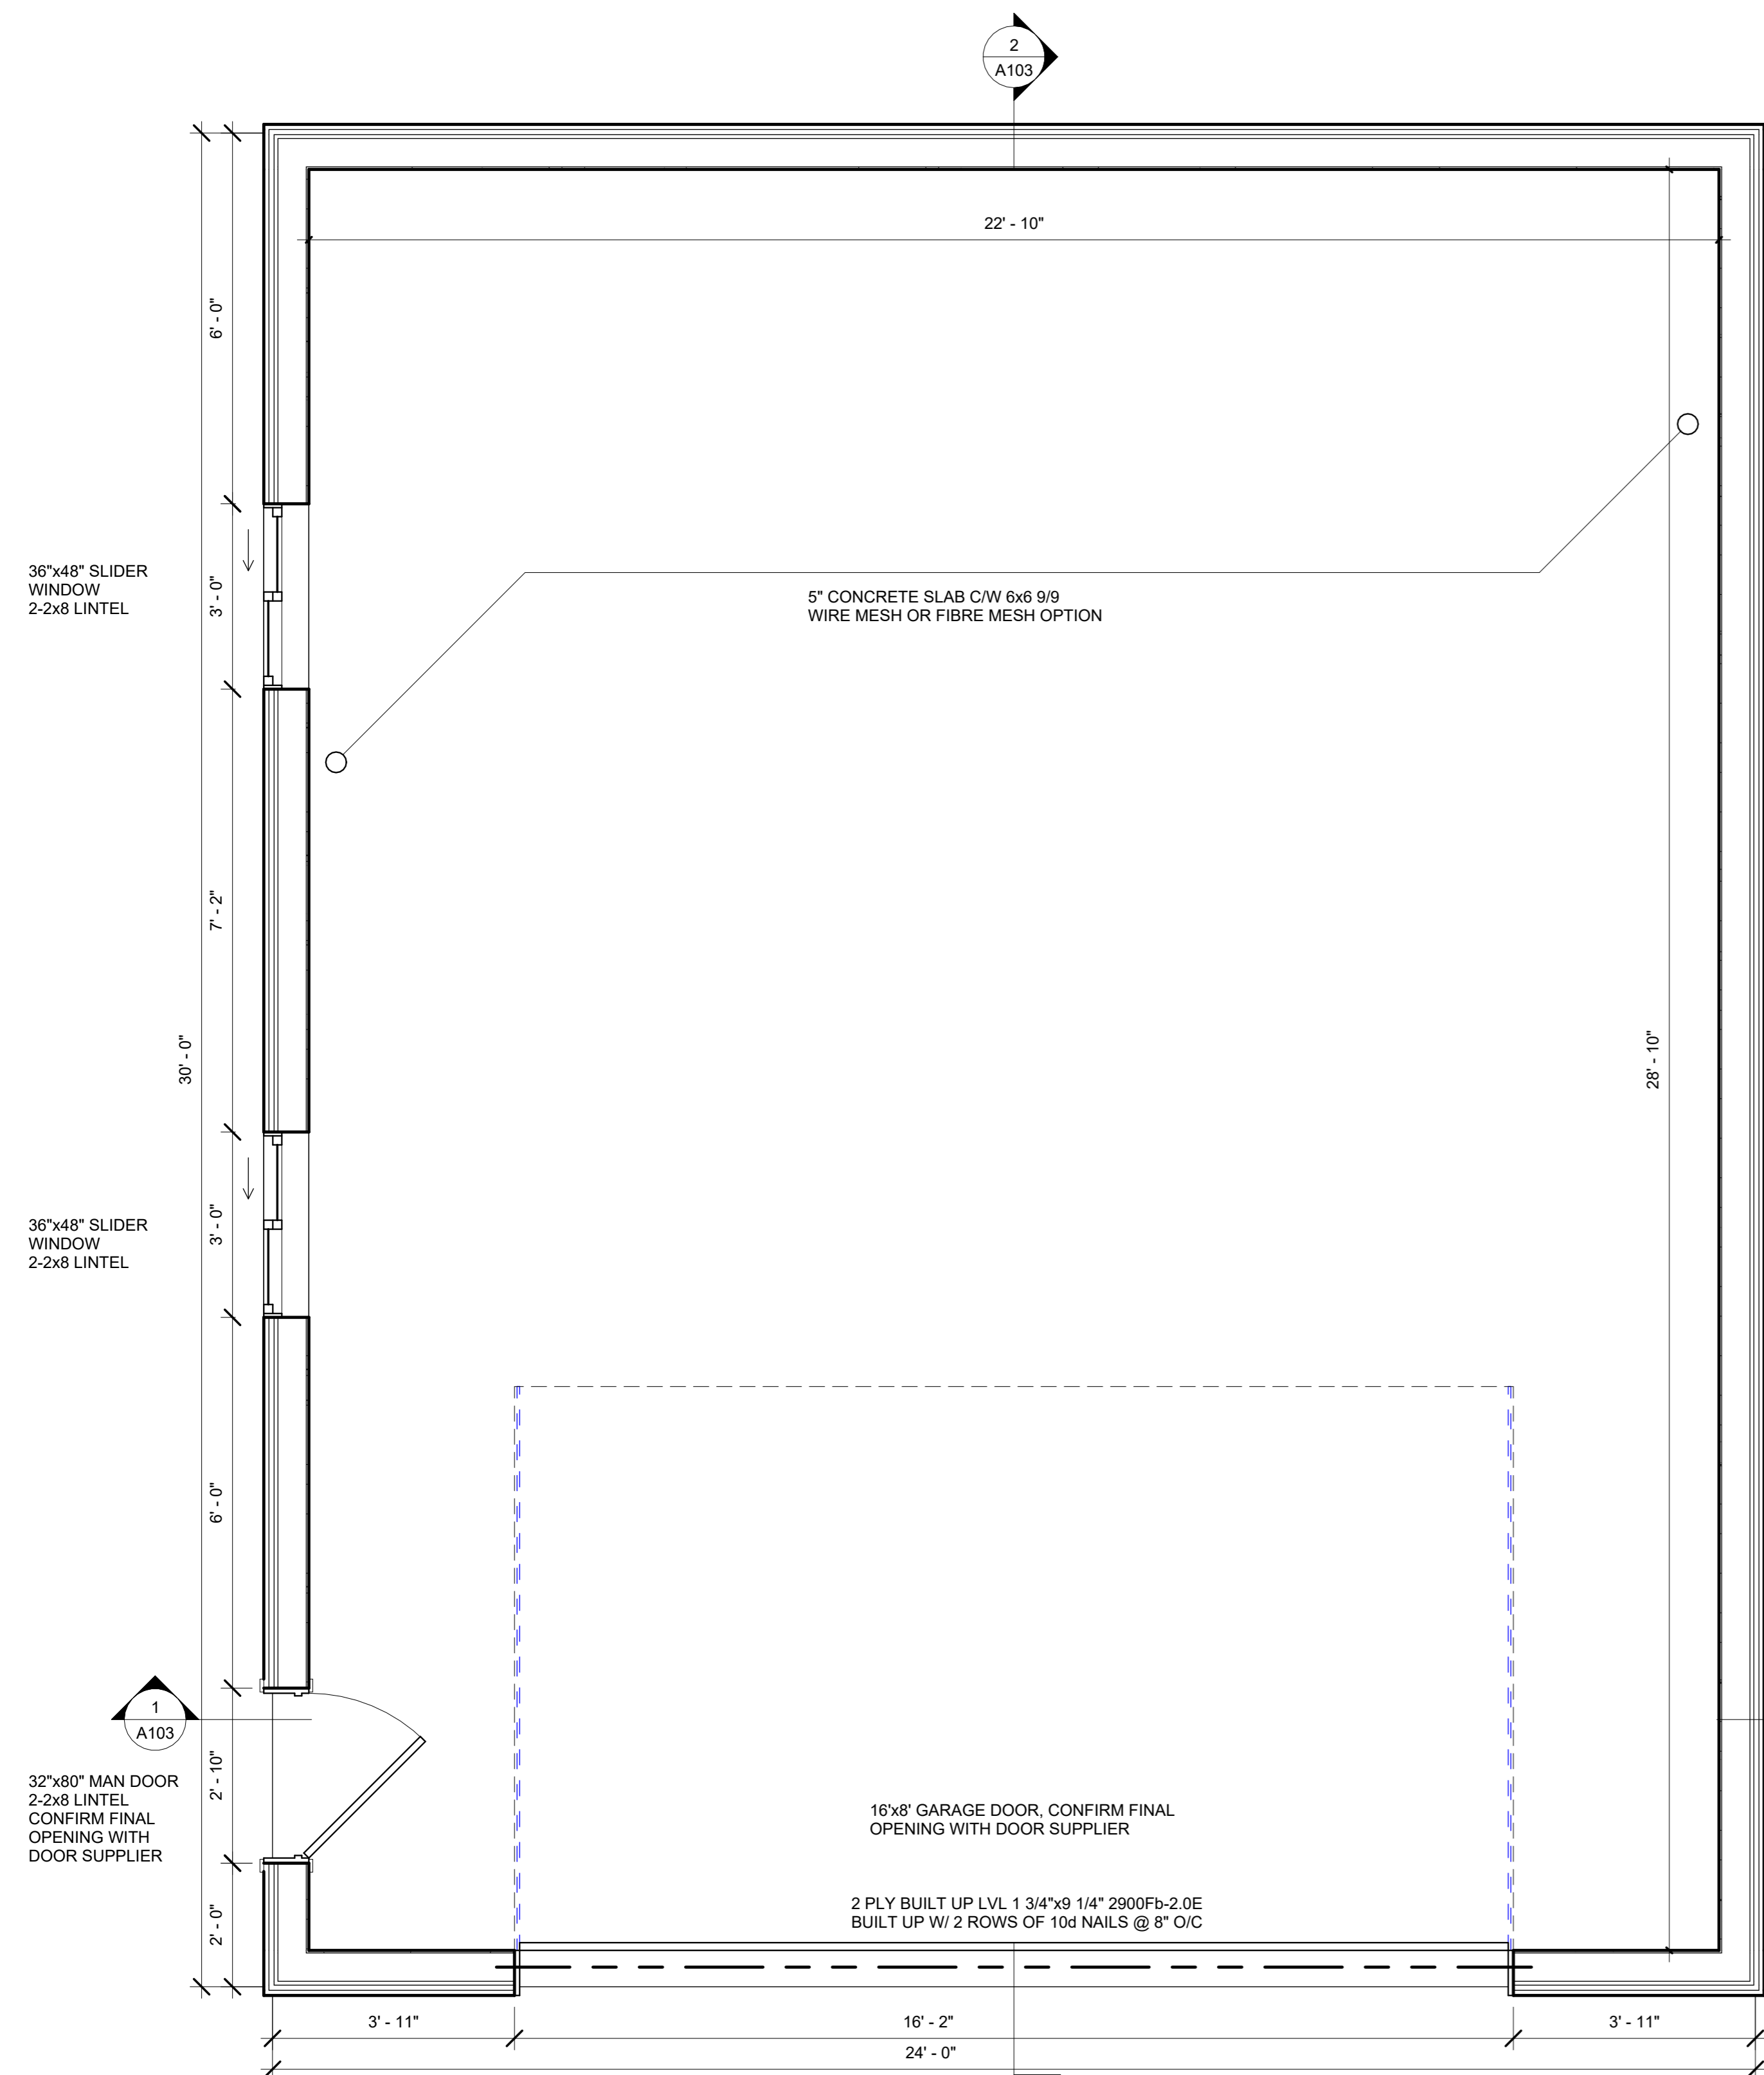 2
A103
22' - 10"
6' - 0"
36"x48" SLIDER
WINDOW
2-2x8 LINTEL
3' - 0"
5" CONCRETE SLAB C/W 6x6 9/9
WIRE MESH OR FIBRE MESH OPTION
7' - 2"
30' - 0"
28' - 10"
36"x48" SLIDER
WINDOW
2-2x8 LINTEL
3' - 0"
6' - 0"
1
A103
32"x80" MAN DOOR
2-2x8 LINTEL
CONFIRM FINAL
OPENING WITH
DOOR SUPPLIER
2' - 10"
16'x8' GARAGE DOOR, CONFIRM FINAL
OPENING WITH DOOR SUPPLIER
2 PLY BUILT UP LVL 1 3/4"x9 1/4" 2900Fb-2.0E
BUILT UP W/ 2 ROWS OF 10d NAILS @ 8" O/C
2' - 0"
3' - 11"
16' - 2"
3' - 11"
24' - 0"